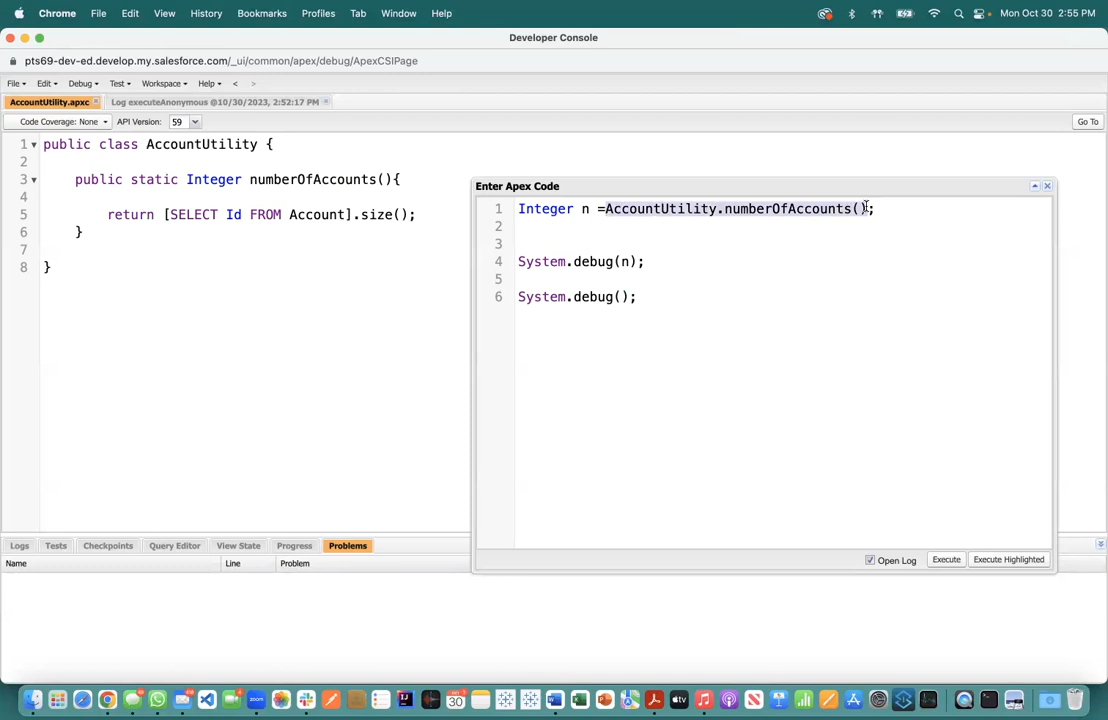 Chrome File Edit View History Bookmarks Profiles Tab Window Help Mon Oct 30 2:55 PM
Developer Console
pts69-dev-ed.develop.my.salesforce.com/_ui/common/apex/debug/ApexCSIPage
File Edit Debug Test Workspace Help < >
AccountUtility.apxc Log executeAnonymous @10/30/2023, 2:52:17 PM
Code Coverage: None API Version: 59 Go To
1 public class AccountUtility {
2
3 public static Integer numberOfAccounts(){
4
5 return [SELECT Id FROM Account].size();
6 }
7
8 }
Enter Apex Code
1 Integer n =AccountUtility.numberOfAccounts();
2
3
4 System.debug(n);
5
6 System.debug();
Open Log Execute Execute Highlighted
Logs Tests Checkpoints Query Editor View State Progress Problems
Name Line Problem
zoom
30